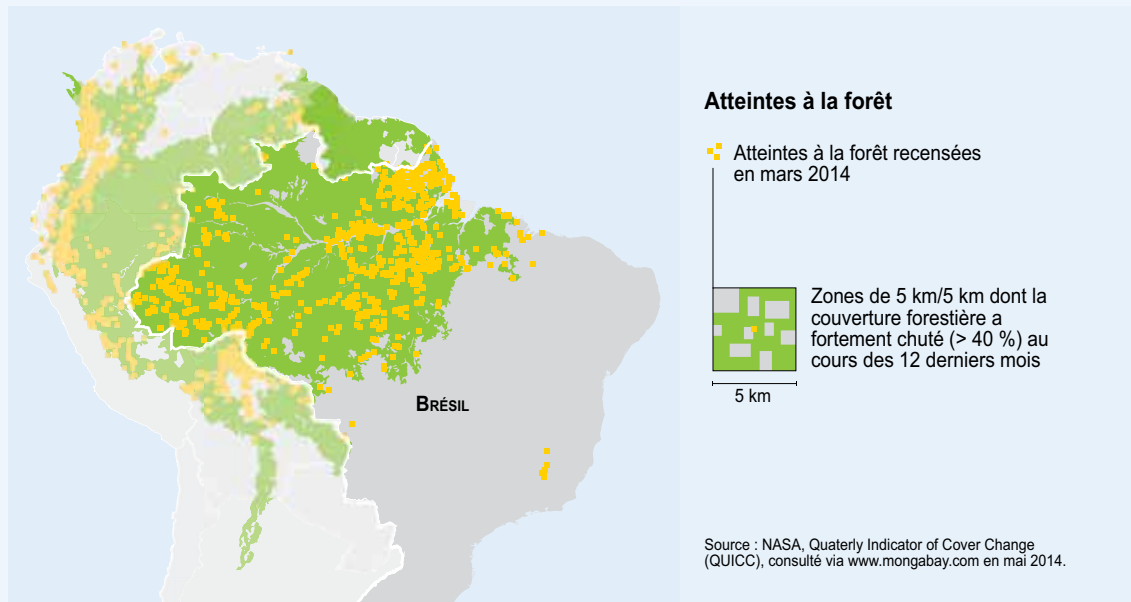 Atteintes à la forêt
Atteintes à la forêt recensées
en mars 2014
Zones de 5 km/5 km dont la
couverture forestière a
fortement chuté (> 40 %) au
cours des 12 derniers mois
5 km
BRÉSIL
Source : NASA, Quaterly Indicator of Cover Change
(QUICC), consulté via www.mongabay.com en mai 2014.